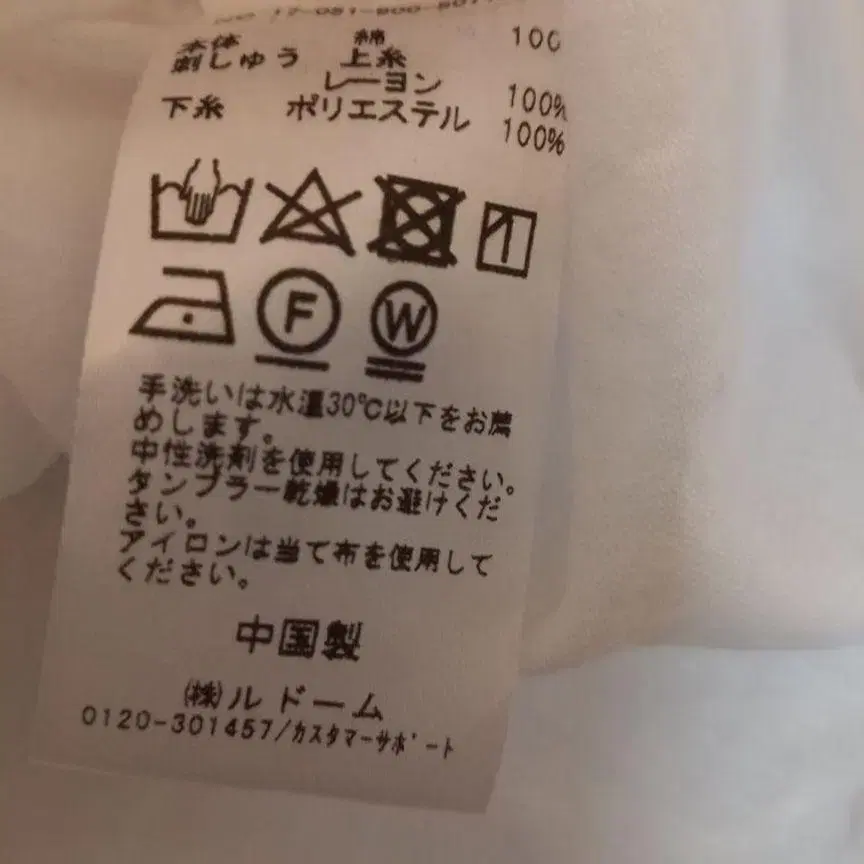 本体 綿 100
刺しゅう 上糸
レーヨン 100%
下糸 ポリエステル 100%
F
W
手洗いは水温30℃以下をお薦
めします。
中性洗剤を使用してください。
タンブラー乾燥はお避けくだ
さい。
アイロンは当て布を使用して
ください。
中国製
㈱ルドーム
0120-301457/カスタマーサポート